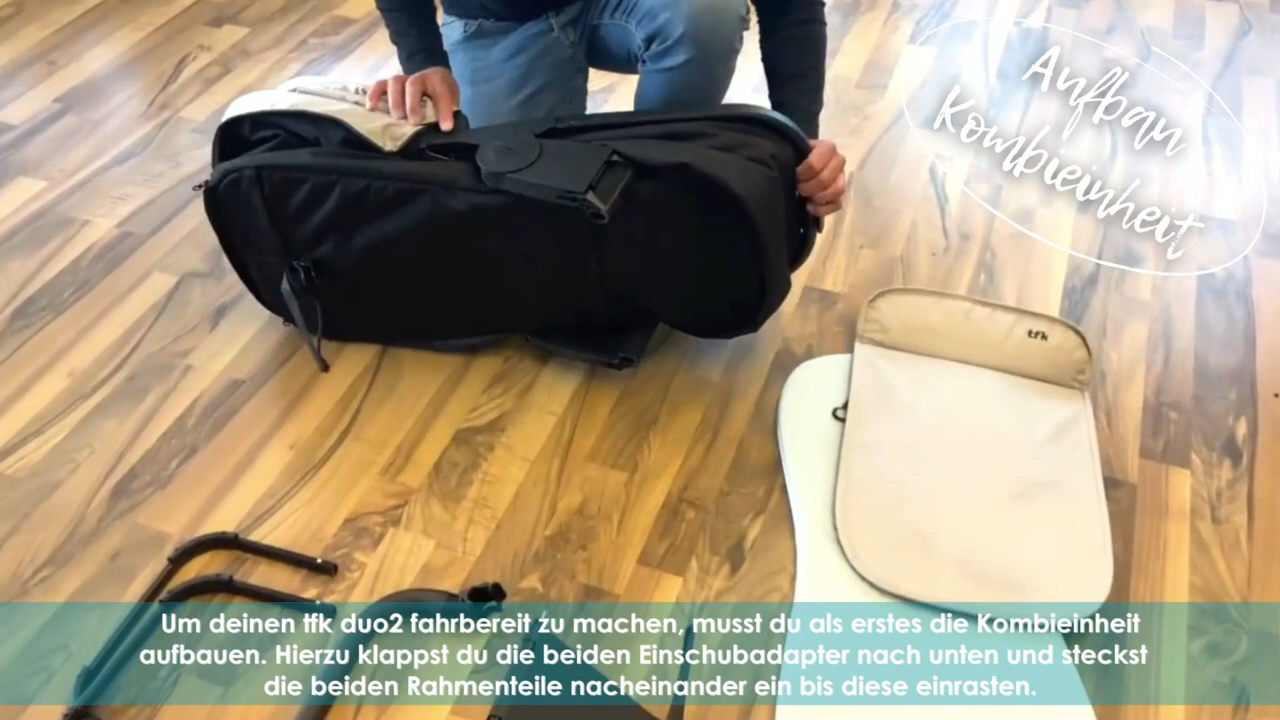 Aufbau
Kombieinheit
tfk
Um deinen tfk duo2 fahrbereit zu machen, musst du als erstes die Kombieinheit
aufbauen. Hierzu klappst du die beiden Einschubadapter nach unten und steckst
die beiden Rahmenteile nacheinander ein bis diese einrasten.